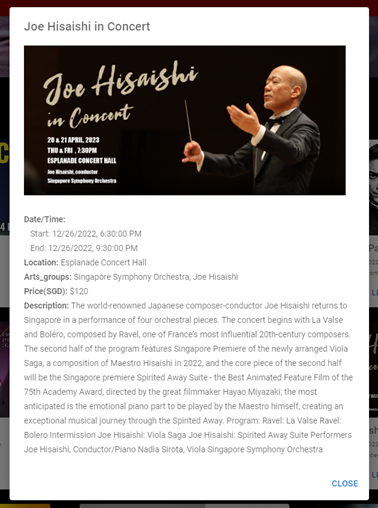 Joe Hisaishi in Concert
Joe Hisaishi
in Concert
20 & 21 APRIL, 2023
THU & FRI , 7:30PM
ESPLANADE CONCERT HALL
Joe Hisaishi, conductor
Singapore Symphony Orchestra
Date/Time:
Start: 12/26/2022, 6:30:00 PM
End: 12/26/2022, 9:30:00 PM
Location: Esplanade Concert Hall
Arts_groups: Singapore Symphony Orchestra, Joe Hisaishi
Price(SGD): $120
Description: The world-renowned Japanese composer-conductor Joe Hisaishi returns to
Singapore in a performance of four orchestral pieces. The concert begins with La Valse
and Boléro, composed by Ravel, one of France's most influential 20th-century composers.
The second half of the program features Singapore Premiere of the newly arranged Viola
Saga, a composition of Maestro Hisaishi in 2022, and the core piece of the second half
will be the Singapore premiere Spirited Away Suite - the Best Animated Feature Film of the
75th Academy Award, directed by the great filmmaker Hayao Miyazaki; the most
anticipated is the emotional piano part to be played by the Maestro himself, creating an
exceptional musical journey through the Spirited Away. Program: Ravel: La Valse Ravel:
Bolero Intermission Joe Hisaishi: Viola Saga Joe Hisaishi: Spirited Away Suite Performers
Joe Hisaishi, Conductor/Piano Nadia Sirota, Viola Singapore Symphony Orchestra
CLOSE